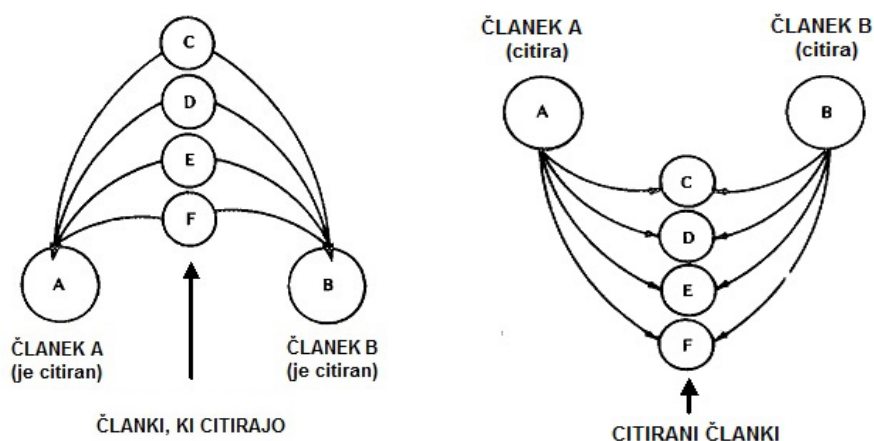 C
D
E
F
A
B
ČLANEK A
(je citiran)
ČLANEK B
(je citiran)
ČLANKI, KI CITIRAJO
ČLANEK A
(citira)
ČLANEK B
(citira)
A
B
C
D
E
F
CITIRANI ČLANKI